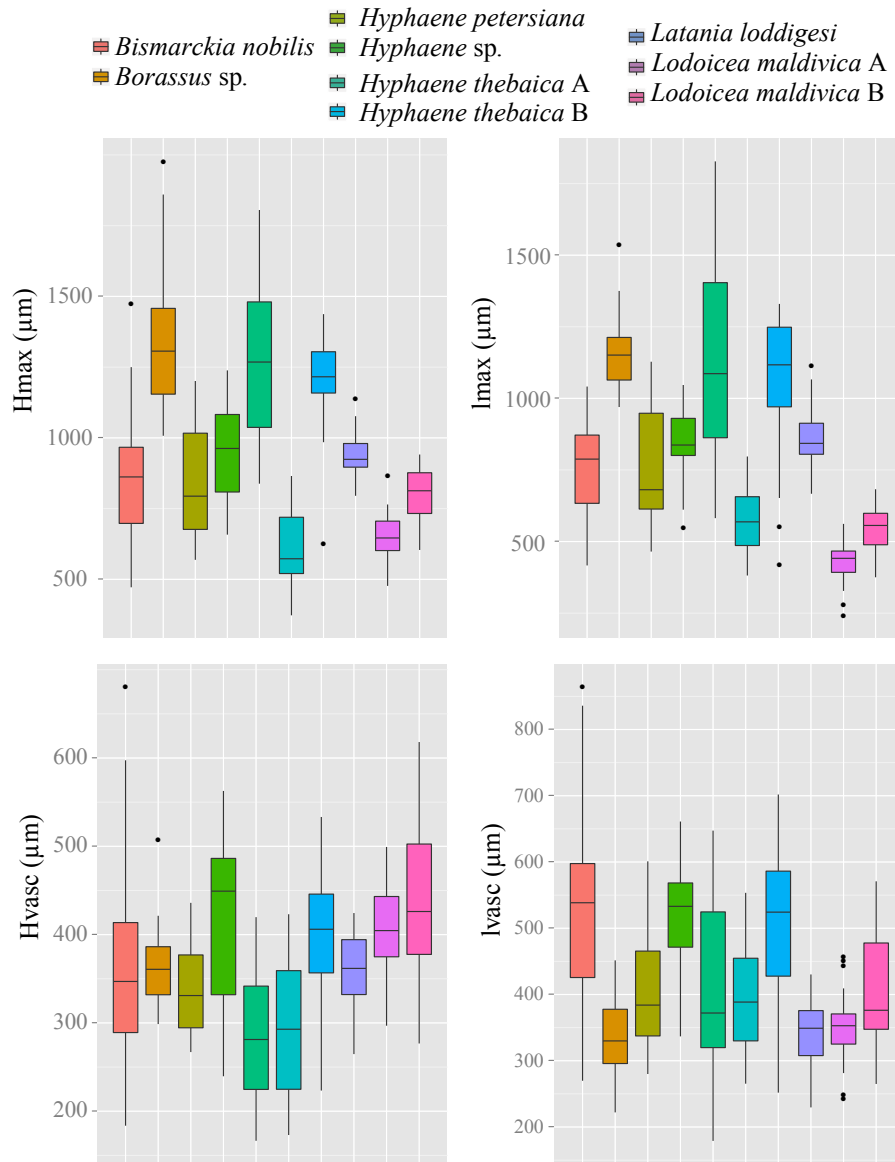 Bismarckia nobilis
Borassus sp.
Hyphaene petersiana
Hyphaene sp.
Hyphaene thebaica A
Hyphaene thebaica B
Latania loddigesi
Lodoicea maldivica A
Lodoicea maldivica B
Hmax (μm)
1500
1000
500
lmax (μm)
1500
1000
500
Hvasc (μm)
600
500
400
300
200
lvasc (μm)
800
700
600
500
400
300
200